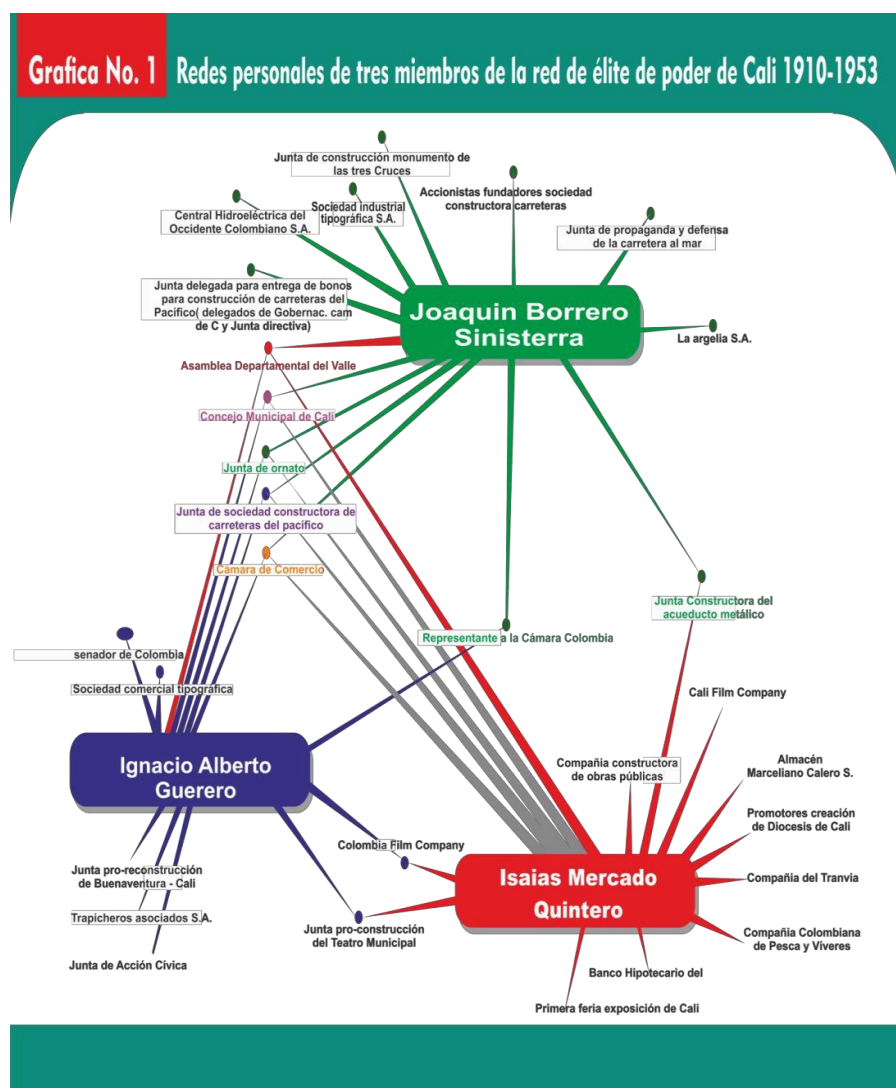 Grafica No. 1
Redes personales de tres miembros de la red de élite de poder de Cali 1910-1953
Junta de construcción monumento de
las tres Cruces
Accionistas fundadores sociedad
constructora carreteras
Sociedad industrial
tipográfica S.A.
Central Hidroeléctrica del
Occidente Colombiano S.A.
Junta de propaganda y defensa
de la carretera al mar
Junta delegada para entrega de bonos
para construcción de carreteras del
Pacífico( delegados de Gobernac. cam
de C y Junta directiva)
Joaquin Borrero
Sinisterra
La argelia S.A.
Asamblea Departamental del Valle
Concejo Municipal de Cali
Junta de ornato
Junta de sociedad constructora de
carreteras del pacífico
Cámara de Comercio
Junta Constructora del
acueducto metálico
Representante a la Cámara Colombia
senador de Colombia
Sociedad comercial tipográfica
Cali Film Company
Ignacio Alberto
Guerero
Compañia constructora
de obras públicas
Almacén
Marceliano Calero S.
Promotores creación
de Diocesis de Cali
Colombia Film Company
Junta pro-reconstrucción
de Buenaventura - Cali
Isaias Mercado
Quintero
Compañia del Tranvia
Trapicheros asociados S.A.
Junta pro-construcción
del Teatro Municipal
Compañia Colombiana
de Pesca y Víveres
Junta de Acción Cívica
Banco Hipotecario del
Primera feria exposición de Cali